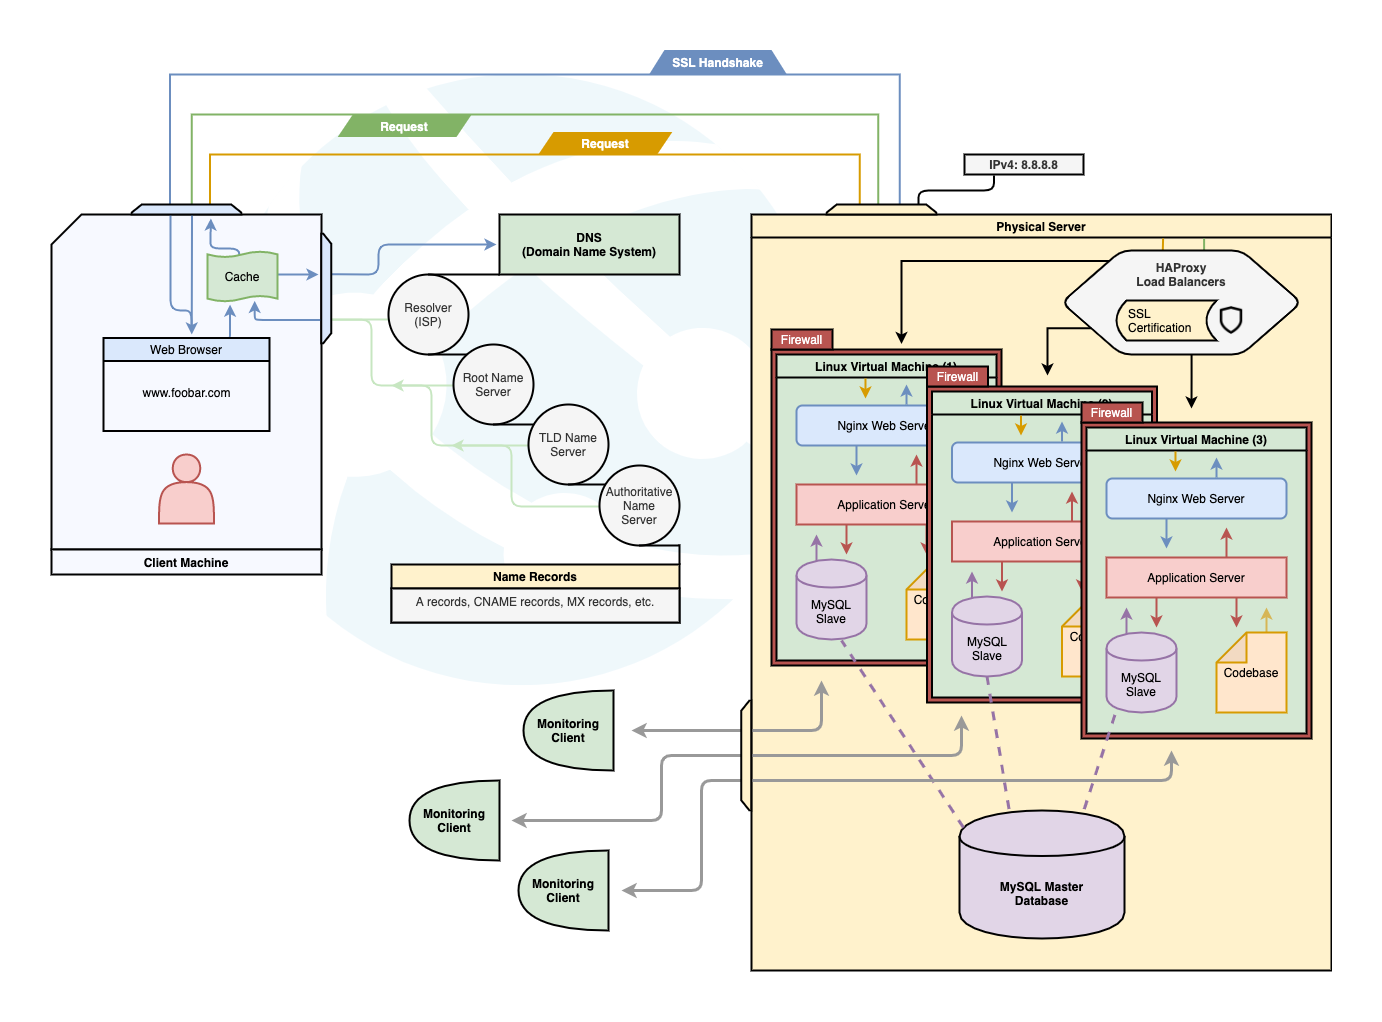 SSL Handshake
Request
Request
IPv4: 8.8.8.8
Physical Server
DNS
(Domain Name System)
Cache
HAProxy
Load Balancers
SSL
Certification
Resolver
(ISP)
Web Browser
www.foobar.com
Root Name
Server
TLD Name
Server
Authoritative
Name
Server
Client Machine
Name Records
A records, CNAME records, MX records, etc.
Firewall
Linux Virtual Machine (1)
Nginx Web Serve
Application Serve
MySQL
Slave
Co
Firewall
Linux Virtual Machine (2)
Nginx Web Serv
Application Serv
MySQL
Slave
Co
Firewall
Linux Virtual Machine (3)
Nginx Web Server
Application Server
MySQL
Slave
Codebase
Monitoring
Client
Monitoring
Client
Monitoring
Client
MySQL Master
Database